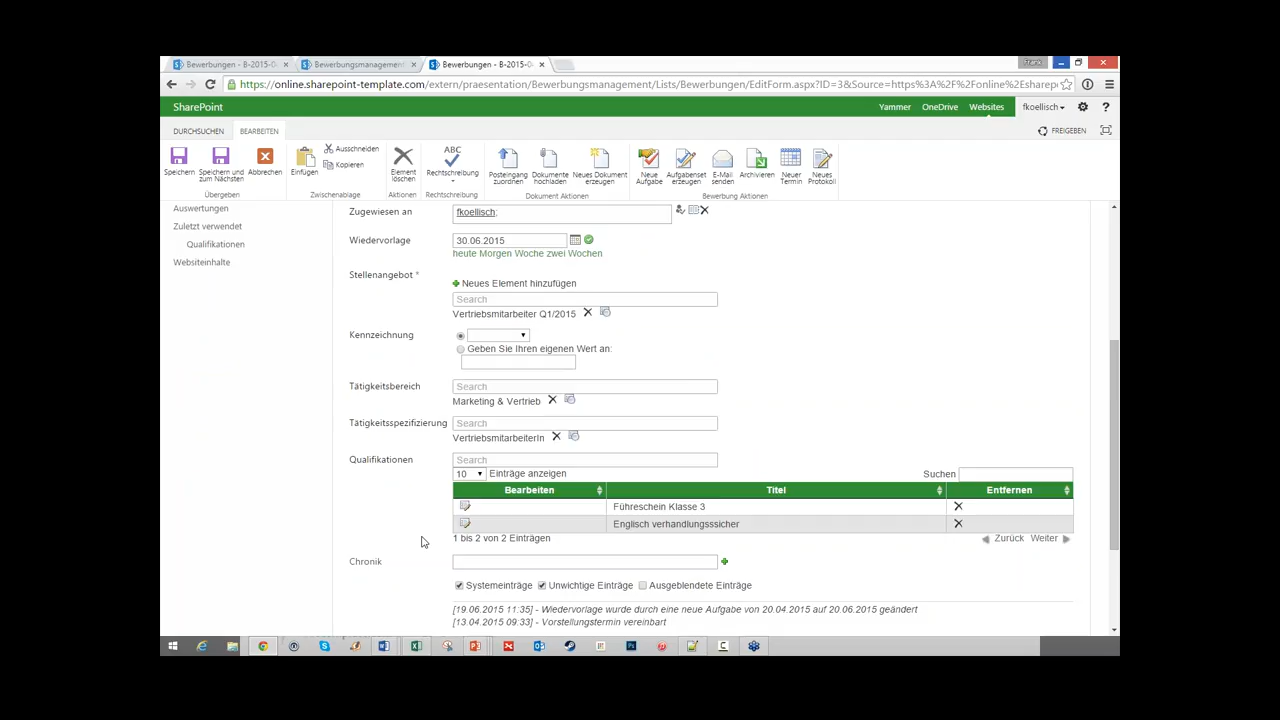 Bewerbungen - B-2015-0 × Bewerbungsmanagement × Bewerbungen - B-2015-0 ×
https://online.sharepoint-template.com/extern/praesentation/Bewerbungsmanagement/Lists/Bewerbungen/EditForm.aspx?ID=3&Source=https%3A%2F%2Fonline%2Esharep
SharePoint Yammer OneDrive Websites fkoellisch ?
DURCHSUCHEN BEARBEITEN FREIGEBEN
Speichern Speichern und zum Nächsten Abbrechen Einfügen Ausschneiden Kopieren Element löschen ABC Rechtschreibung Posteingang zuordnen Dokumente hochladen Neues Dokument erzeugen Neue Aufgabe Aufgabenset erzeugen E-Mail senden Archivieren Neuer Termin Neues Protokoll
Übergeben Zwischenablage Aktionen Rechtschreibung Dokument Aktionen Bewerbung Aktionen
Auswertungen
Zuletzt verwendet
Qualifikationen
Websiteinhalte
Zugewiesen an fkoellisch;
Wiedervorlage 30.06.2015
heute Morgen Woche zwei Wochen
Stellenangebot *
Neues Element hinzufügen
Search
Vertriebsmitarbeiter Q1/2015
Kennzeichnung
Geben Sie Ihren eigenen Wert an:
Tätigkeitsbereich Search
Marketing & Vertrieb
Tätigkeitsspezifizierung Search
VertriebsmitarbeiterIn
Qualifikationen Search
10 Einträge anzeigen Suchen
Bearbeiten Titel Entfernen
Führeschein Klasse 3
Englisch verhandlungsssicher
1 bis 2 von 2 Einträgen Zurück Weiter
Chronik
Systemeinträge Unwichtige Einträge Ausgeblendete Einträge
[19.06.2015 11:35] - Wiedervorlage wurde durch eine neue Aufgabe von 20.04.2015 auf 20.06.2015 geändert
[13.04.2015 09:33] - Vorstellungstermin vereinbart